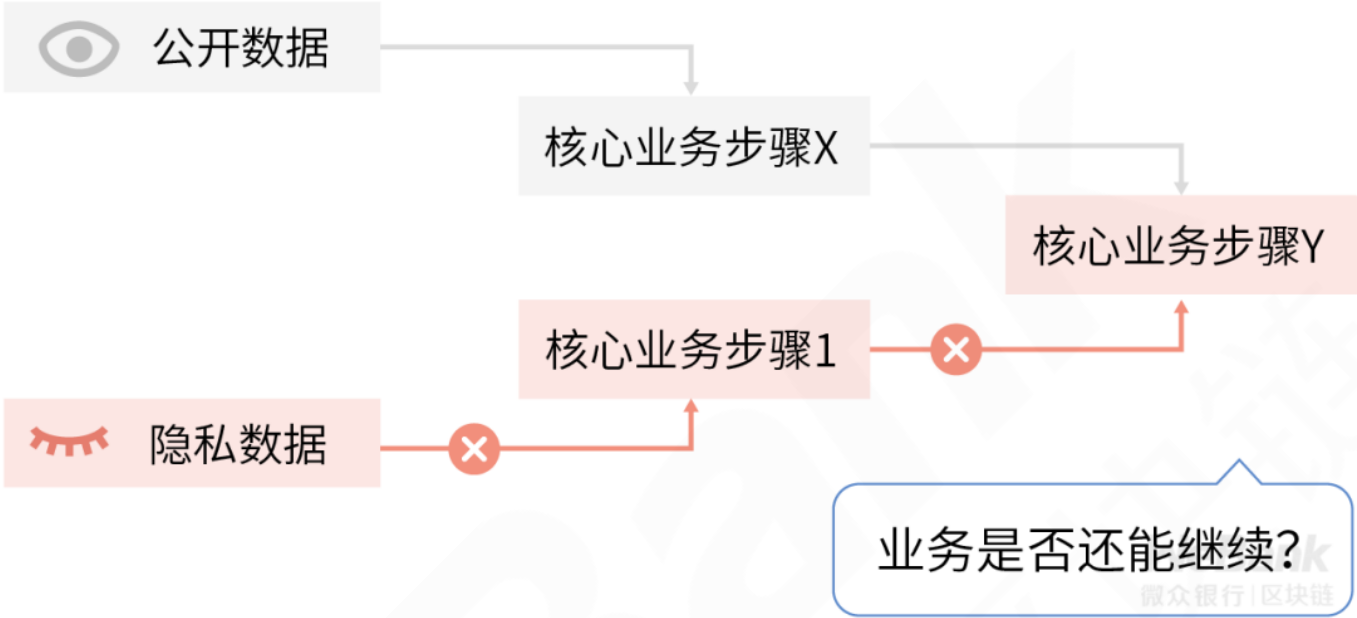 公开数据
核心业务步骤X
核心业务步骤Y
核心业务步骤1
隐私数据
业务是否还能继续？
微众银行|区块链